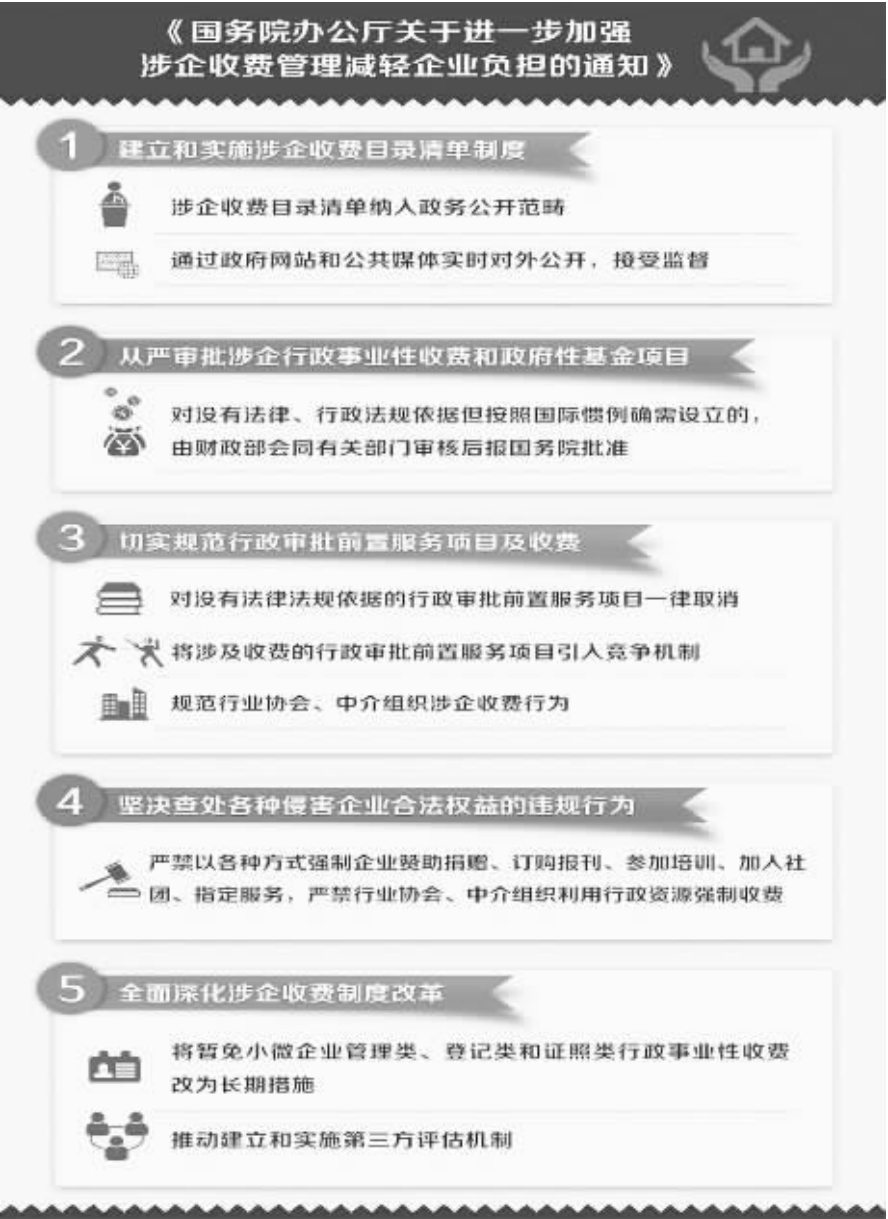 《国务院办公厅关于进一步加强
涉企收费管理减轻企业负担的通知》
1 建立和实施涉企收费目录清单制度
涉企收费目录清单纳入政务公开范畴
通过政府网站和公共媒体实时对外公开，接受监督
2 从严审批涉企行政事业性收费和政府性基金项目
对没有法律、行政法规依据但按照国际惯例确需设立的，
由财政部会同有关部门审核后报国务院批准
3 切实规范行政审批前置服务项目及收费
对没有法律法规依据的行政审批前置服务项目一律取消
将涉及收费的行政审批前置服务项目引入竞争机制
规范行业协会、中介组织涉企收费行为
4 坚决查处各种侵害企业合法权益的违规行为
严禁以各种方式强制企业赞助捐赠、订购报刊、参加培训、加入社
团、指定服务，严禁行业协会、中介组织利用行政资源强制收费
5 全面深化涉企收费制度改革
将暂免小微企业管理类、登记类和证照类行政事业性收费
改为长期措施
推动建立和实施第三方评估机制